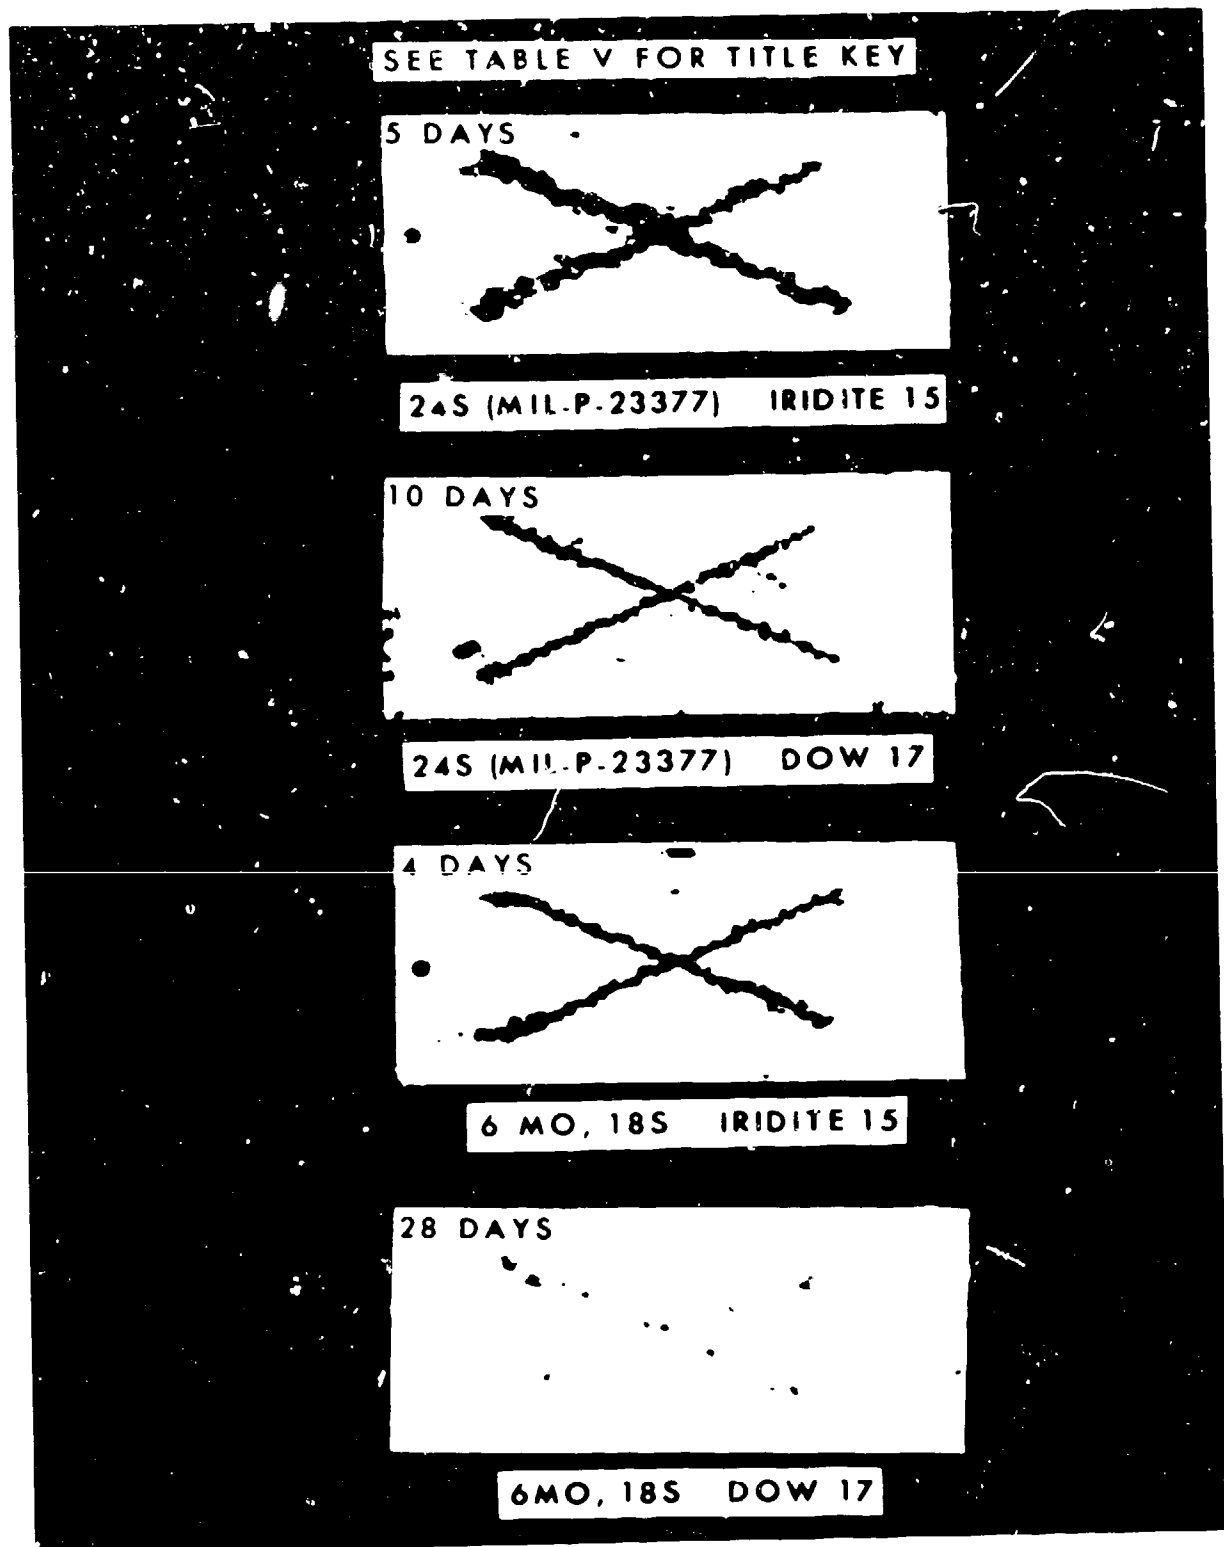 SEE TABLE V FOR TITLE KEY
5 DAYS
24S (MIL-P-23377) IRIDITE 15
10 DAYS
24S (MIL-P-23377) DOW 17
4 DAYS
6 MO, 18S IRIDITE 15
28 DAYS
6MO, 18S DOW 17